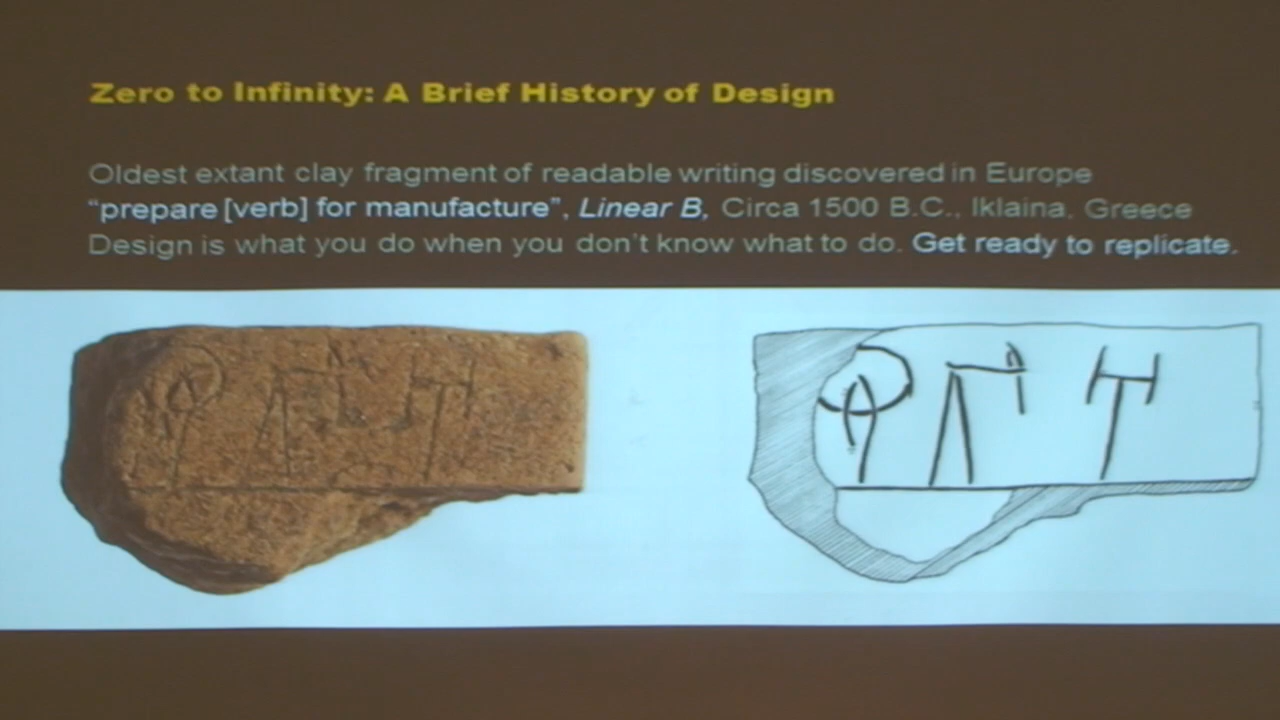 Zero to Infinity: A Brief History of Design
Oldest extant clay fragment of readable writing discovered in Europe
“prepare [verb] for manufacture”, Linear B, Circa 1500 B.C., Iklaina, Greece
Design is what you do when you don't know what to do. Get ready to replicate.